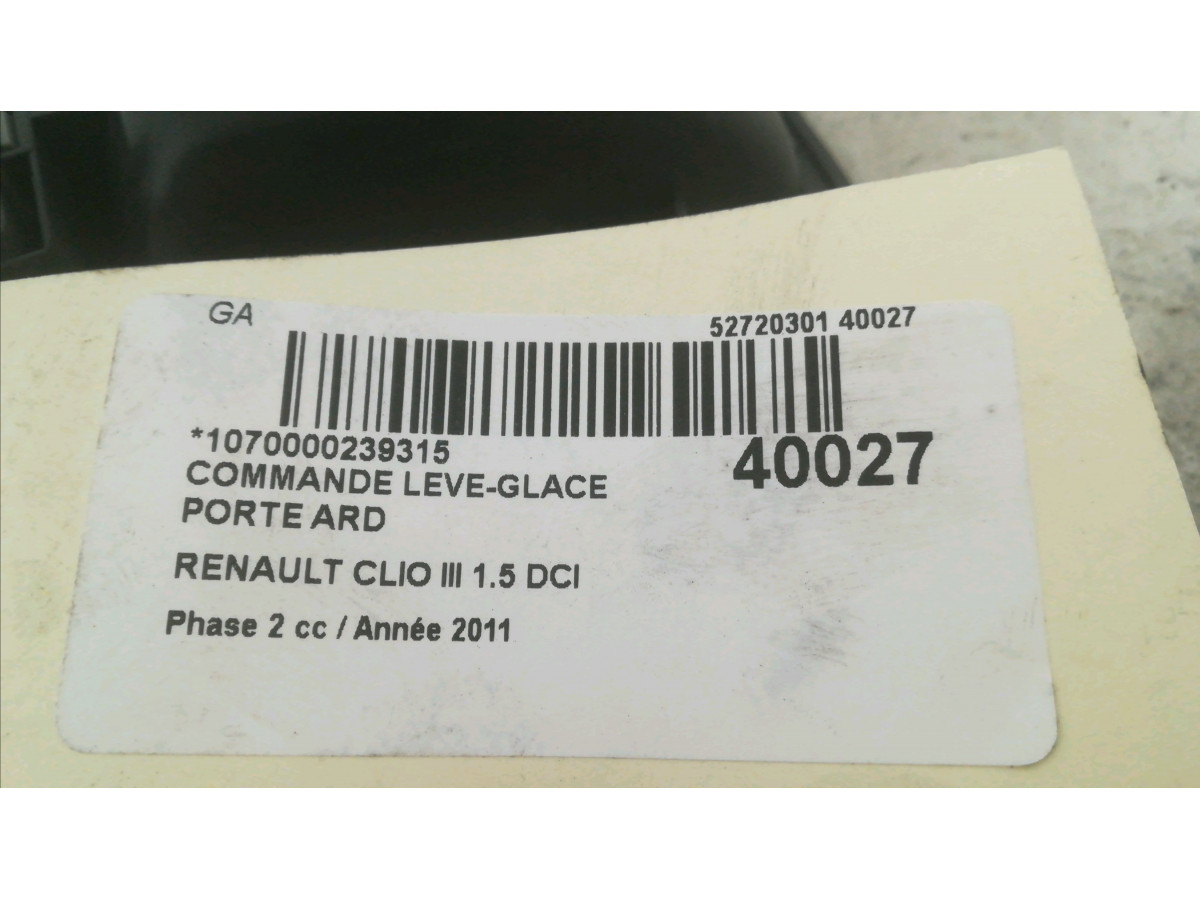 GA
52720301 40027
*1070000239315
40027
COMMANDE LEVE-GLACE
PORTE ARD
RENAULT CLIO III 1.5 DCI
Phase 2 cc / Année 2011